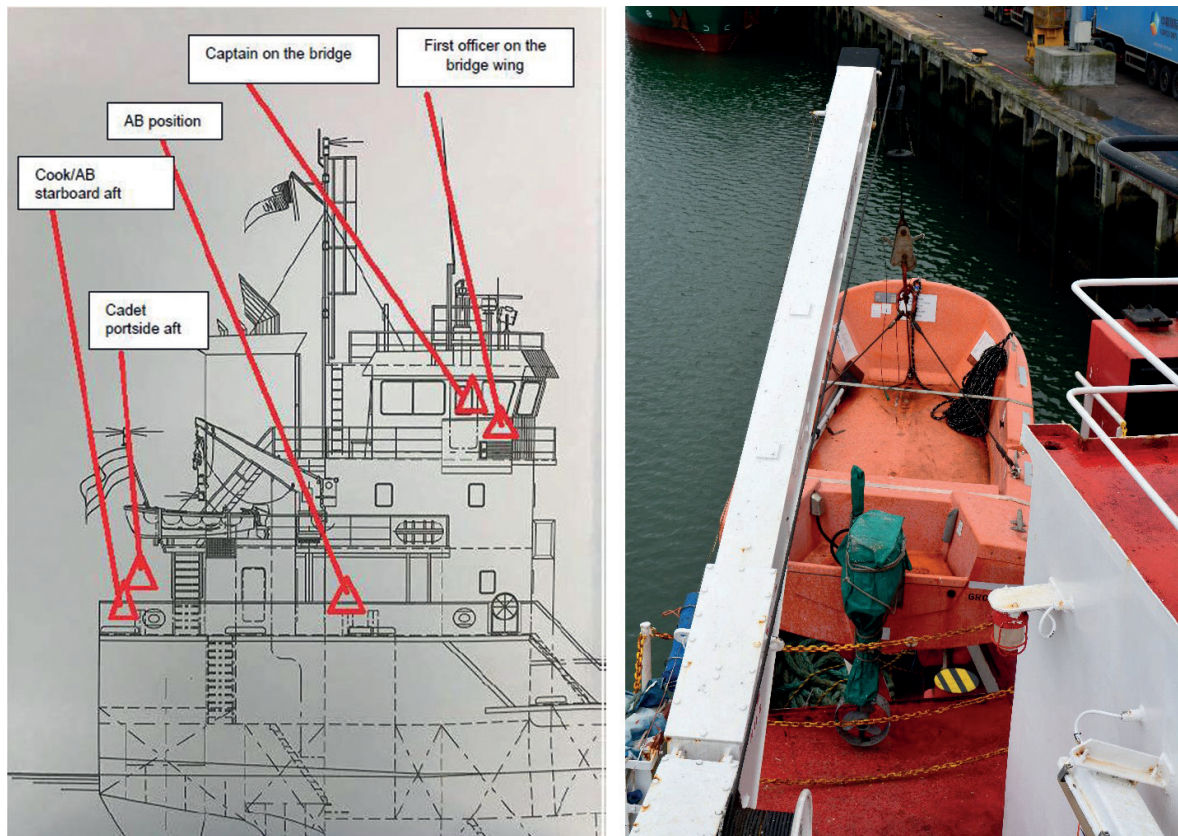 First officer on the
bridge wing
Captain on the bridge
AB position
Cook/AB
starboard aft
Cadet
portside aft